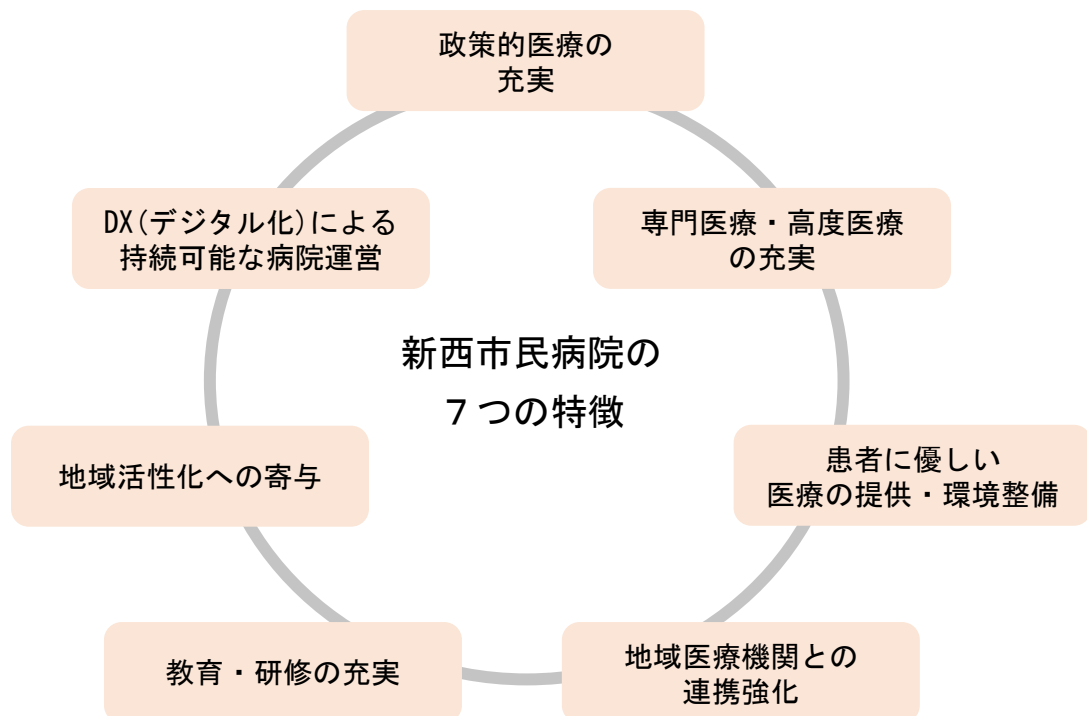 政策的医療の
充実
専門医療・高度医療
の充実
患者に優しい
医療の提供・環境整備
地域医療機関との
連携強化
教育・研修の充実
地域活性化への寄与
DX(デジタル化)による
持続可能な病院運営
新西市民病院の
７つの特徴